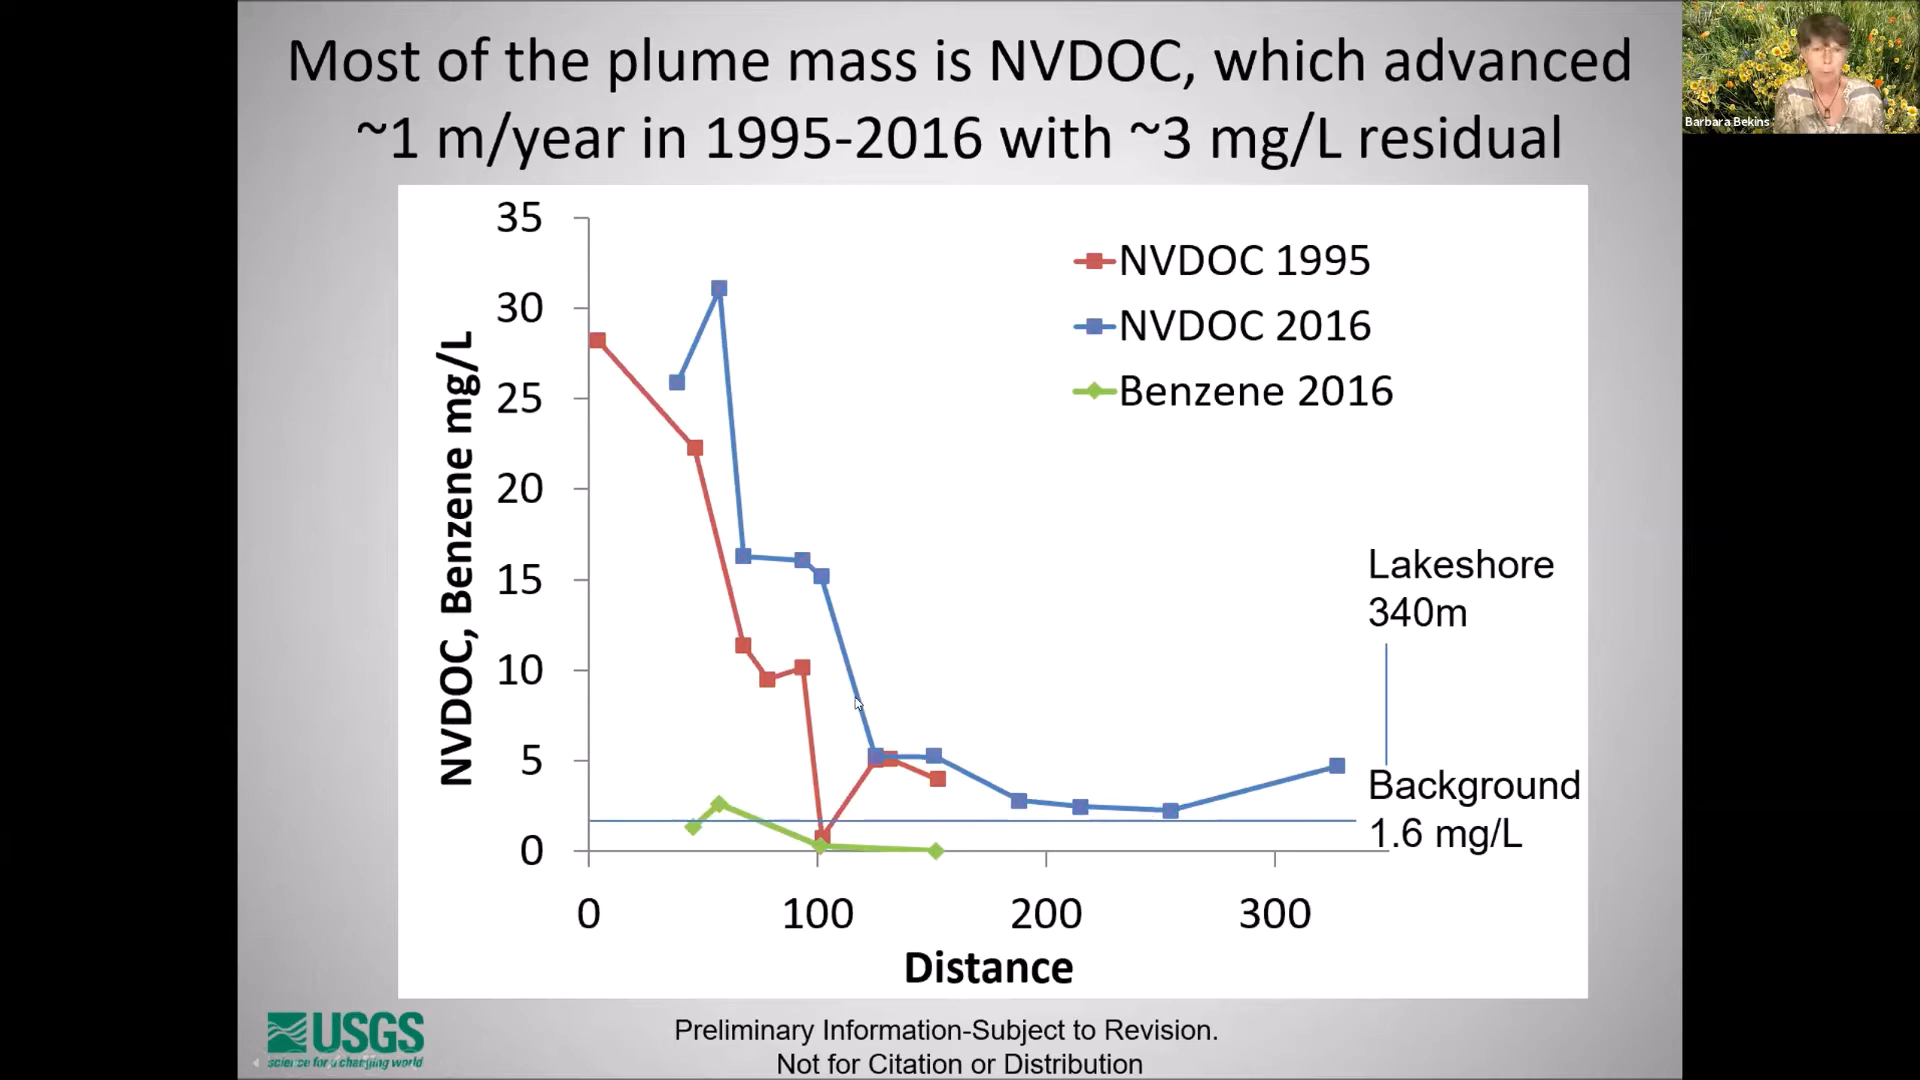 Most of the plume mass is NVDOC, which advanced
~1 m/year in 1995-2016 with ~3 mg/L residual
Barbara Bekins
NVDOC, Benzene mg/L
35
30
25
20
15
10
5
0
NVDOC 1995
NVDOC 2016
Benzene 2016
Lakeshore
340m
Background
1.6 mg/L
0 100 200 300
Distance
USGS
science for a changing world
Preliminary Information-Subject to Revision.
Not for Citation or Distribution